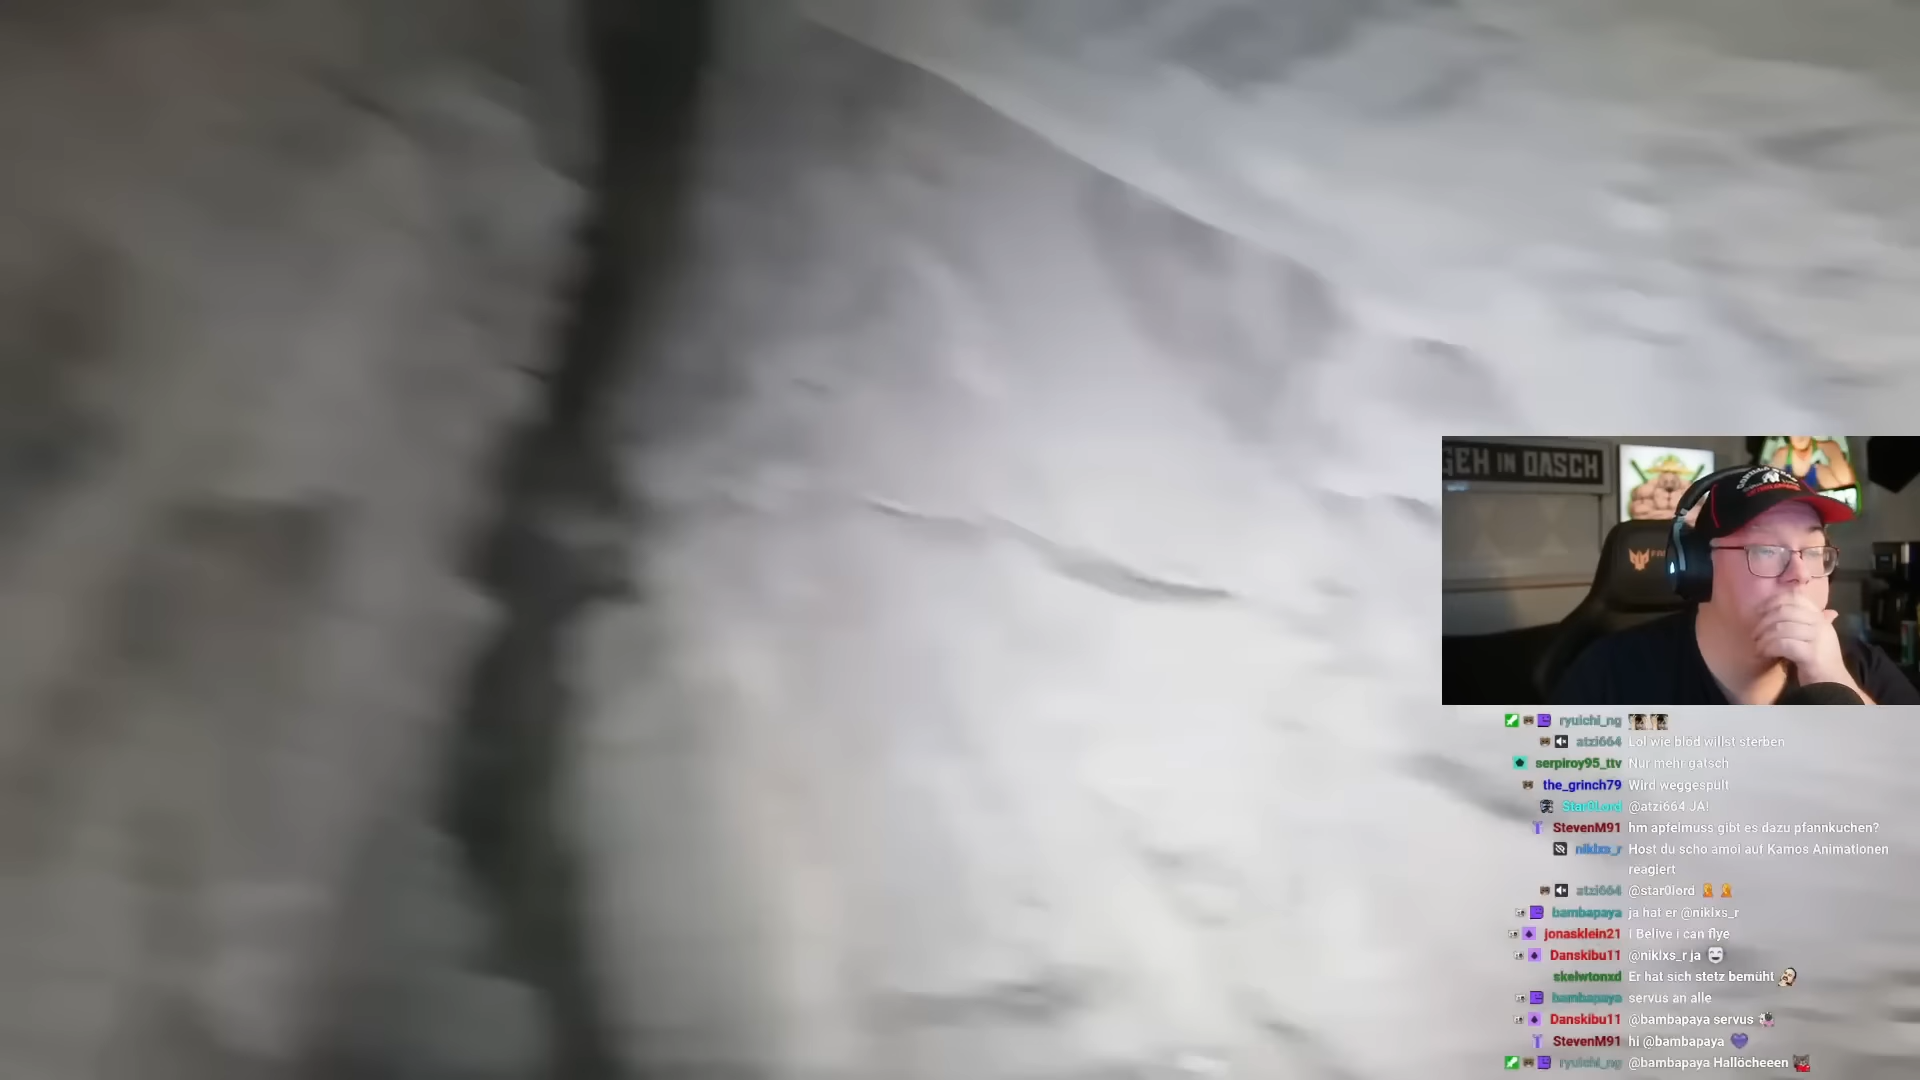 GEH IN OASCH
ryuichi_ng
atzi664 Lol wie blöd willst sterben
serpiroy95_ttv Nur mehr gatsch
the_grinch79 Wird weggespült
Star0Lord @atzi664 JA!
StevenM91 hm apfelmuss gibt es dazu pfannkuchen?
niklxs_r Host du scho amoi auf Kamos Animationen
reagiert
atzi664 @star0lord
bambapaya ja hat er @niklxs_r
jonasklein21 I Belive i can flye
Danskibu11 @niklxs_r ja
skelwtonxd Er hat sich stetz bemüht
bambapaya servus an alle
Danskibu11 @bambapaya servus
StevenM91 hi @bambapaya
ryuichi_ng @bambapaya Hallöcheeen